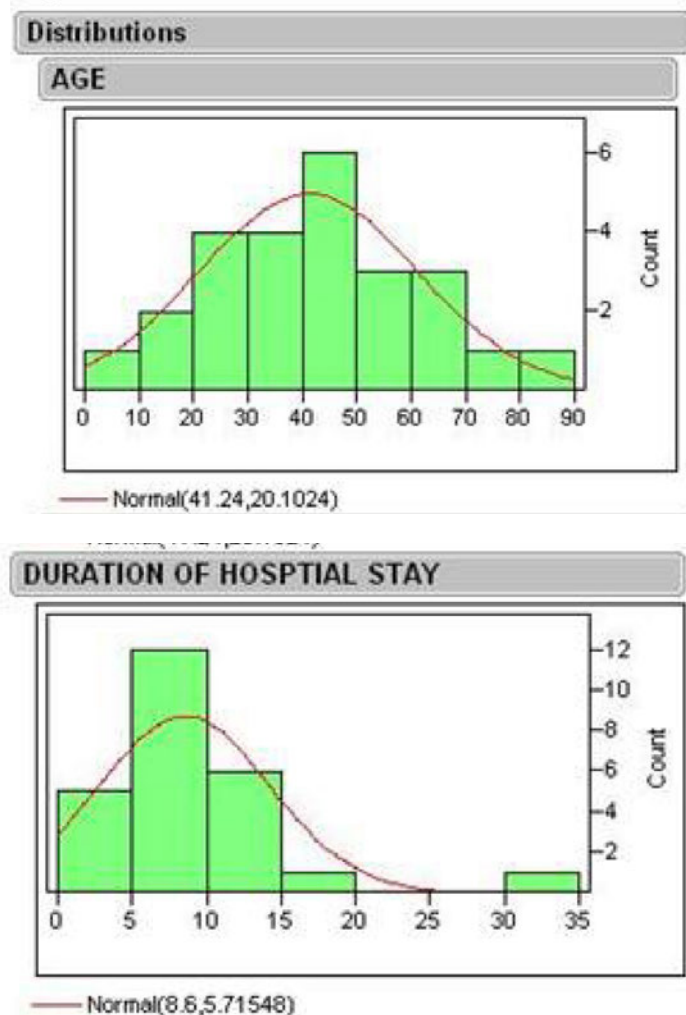 Distributions
AGE
6
4
2
Count
0 10 20 30 40 50 60 70 80 90
Normal(41.24,20.1024)
DURATION OF HOSPTIAL STAY
12
10
8
6
4
2
Count
0 5 10 15 20 25 30 35
Normal(8.6,5.71548)